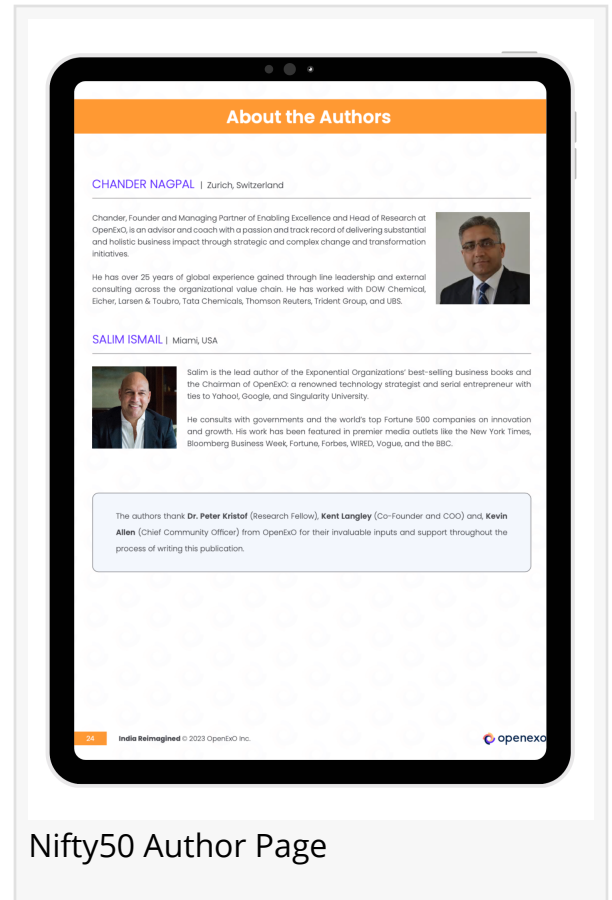 About the Authors
CHANDER NAGPAL | Zurich, Switzerland
Chander, Founder and Managing Partner of Enabling Excellence and Head of Research at
OpenExO, is an advisor and coach with a passion and track record of delivering substantial
and holistic business impact through strategic and complex change and transformation
initiatives.
He has over 25 years of global experience gained through line leadership and external
consulting across the organizational value chain. He has worked with DOW Chemical,
Eicher, Larsen & Toubro, Tata Chemicals, Thomson Reuters, Trident Group, and UBS.
SALIM ISMAIL | Miami, USA
Salim is the lead author of the Exponential Organizations' best-selling business books and
the Chairman of OpenExO: a renowned technology strategist and serial entrepreneur with
ties to Yahoo!, Google, and Singularity University.
He consults with governments and the world's top Fortune 500 companies on innovation
and growth. His work has been featured in premier media outlets like the New York Times,
Bloomberg Business Week, Fortune, Forbes, WIRED, Vogue, and the BBC.
The authors thank Dr. Peter Kristof (Research Fellow), Kent Langley (Co-Founder and COO) and, Kevin
Allen (Chief Community Officer) from OpenExO for their invaluable inputs and support throughout the
process of writing this publication.
24 India Reimagined © 2023 OpenExO Inc. openexo
Nifty50 Author Page